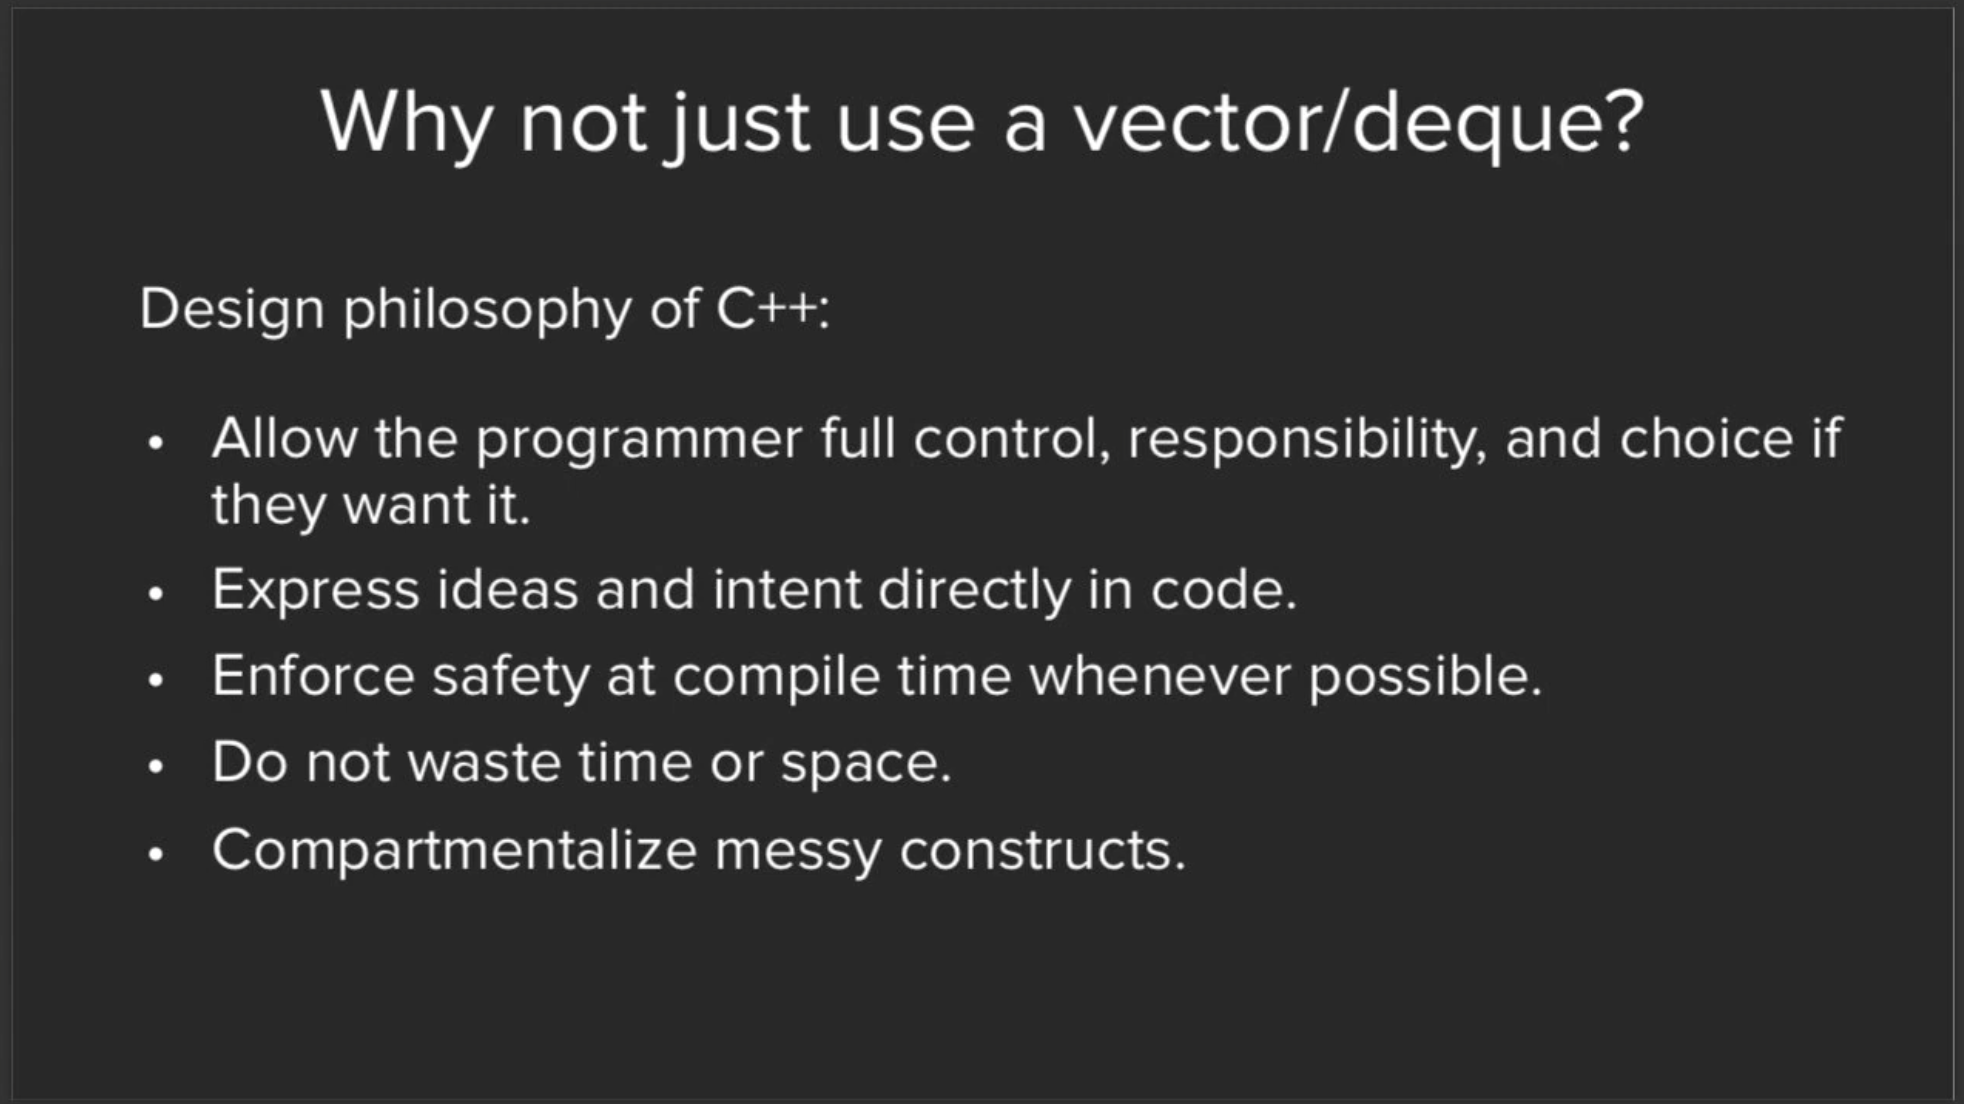 Why not just use a vector/deque?
Design philosophy of C++:
• Allow the programmer full control, responsibility, and choice if
they want it.
• Express ideas and intent directly in code.
• Enforce safety at compile time whenever possible.
• Do not waste time or space.
• Compartmentalize messy constructs.